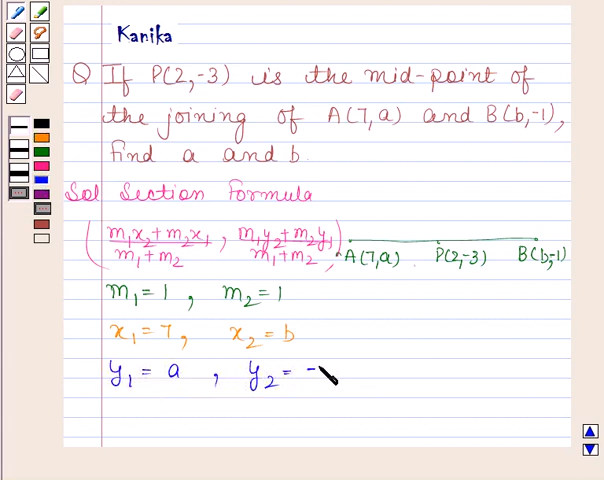 Kanika
Q If P(2,-3) is the mid-point of
the joining of A(7,a) and B(b,-1),
find a and b.
Sol Section Formula
(m₁x₂+m₂x₁/m₁+m₂, m₁y₂+m₂y₁/m₁+m₂)
A(7,a) P(2,-3) B(b,-1)
m₁=1, m₂=1
x₁=7, x₂=b
y₁=a, y₂=-